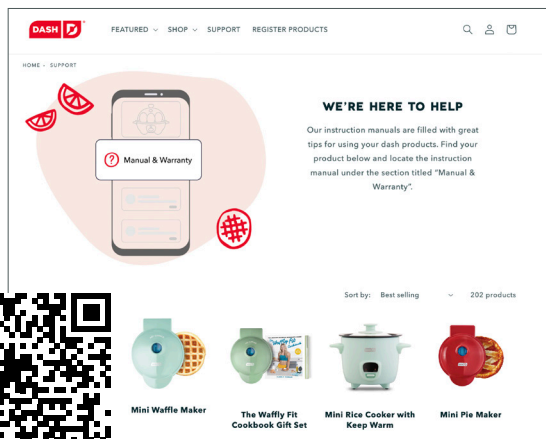 DASH
FEATURED SHOP SUPPORT REGISTER PRODUCTS
HOME › SUPPORT
WE'RE HERE TO HELP
Our instruction manuals are filled with great
tips for using your dash products. Find your
product below and locate the instruction
manual under the section titled "Manual &
Warranty".
? Manual & Warranty
Sort by: Best selling 202 products
Mini Waffle Maker
The Waffly Fit
Cookbook Gift Set
Mini Rice Cooker with
Keep Warm
Mini Pie Maker